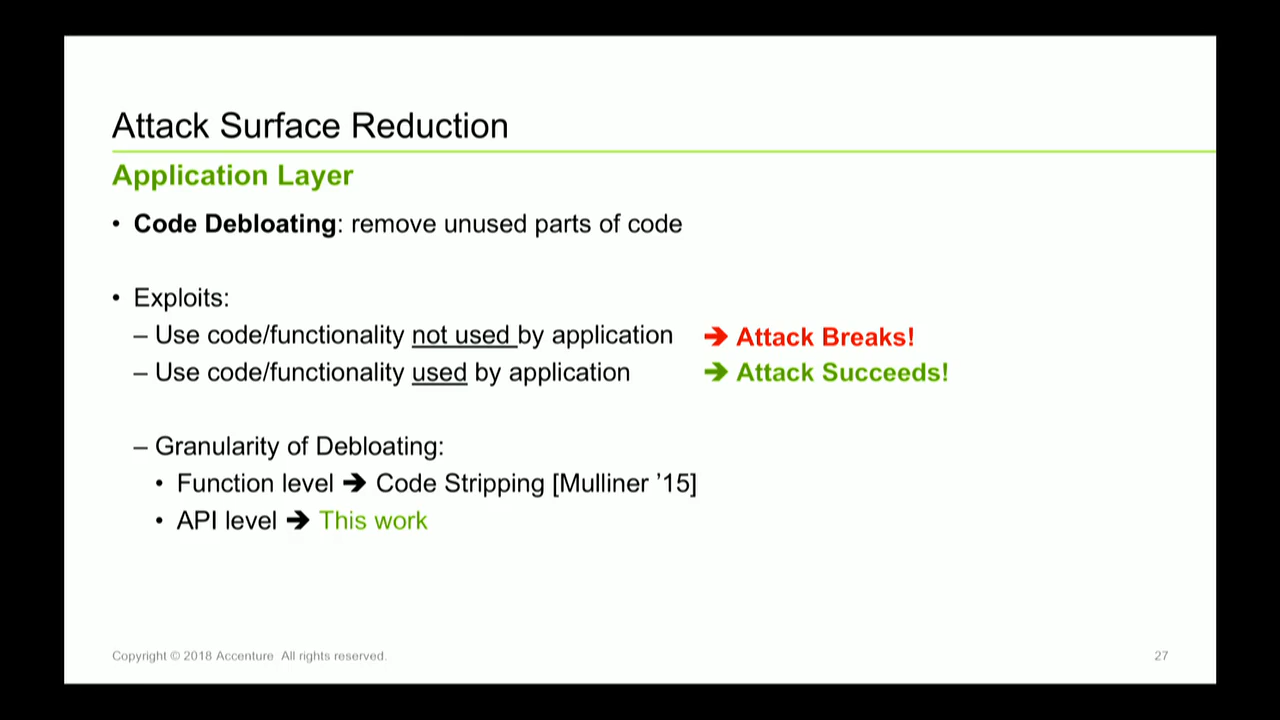 Attack Surface Reduction
Application Layer
• Code Debloating: remove unused parts of code
• Exploits:
– Use code/functionality not used by application ➔ Attack Breaks!
– Use code/functionality used by application ➔ Attack Succeeds!
– Granularity of Debloating:
• Function level ➔ Code Stripping [Mulliner ’15]
• API level ➔ This work
Copyright © 2018 Accenture All rights reserved.
27